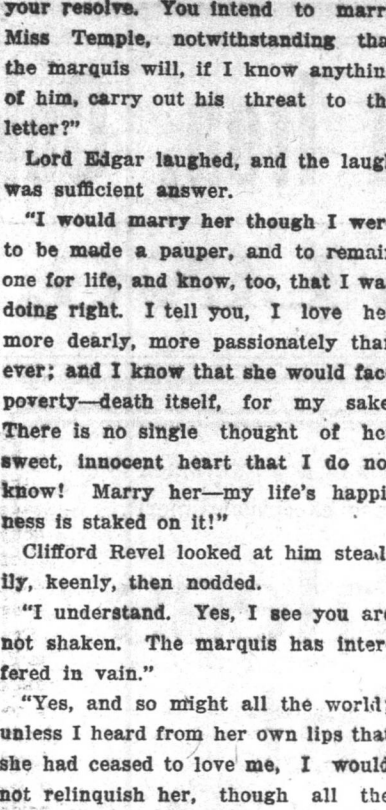 your resolve. You intend to marr
Miss Temple, notwithstanding tha
the marquis will, if I know anythin
of him, carry out his threat to th
letter?"
Lord Edgar laughed, and the laugh
was sufficient answer.
"I would marry her though I wer
to be made a pauper, and to remain
one for life, and know, too, that I wa
doing right. I tell you, I love he
more dearly, more passionately than
ever; and I know that she would fac
poverty—death itself, for my sake
There is no single thought of he
sweet, innocent heart that I do no
know! Marry her—my life's happi
ness is staked on it!"
Clifford Revel looked at him stead
ily, keenly, then nodded.
"I understand. Yes, I see you are
not shaken. The marquis has inter
fered in vain."
"Yes, and so might all the world;
unless I heard from her own lips that
she had ceased to love me, I would
not relinquish her, though all the